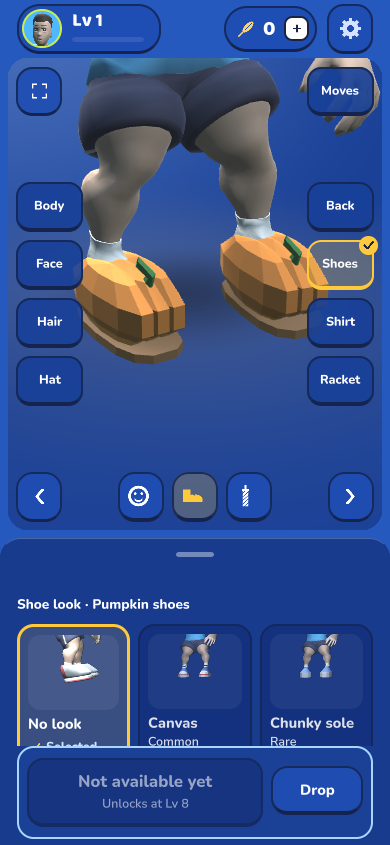 Lv 1
0
+
Moves
Body
Back
Face
Shoes
Hair
Shirt
Hat
Racket
Shoe look · Pumpkin shoes
No look
Canvas
Chunky sole
✓ Selected
Common
Rare
Not available yet
Unlocks at Lv 8
Drop